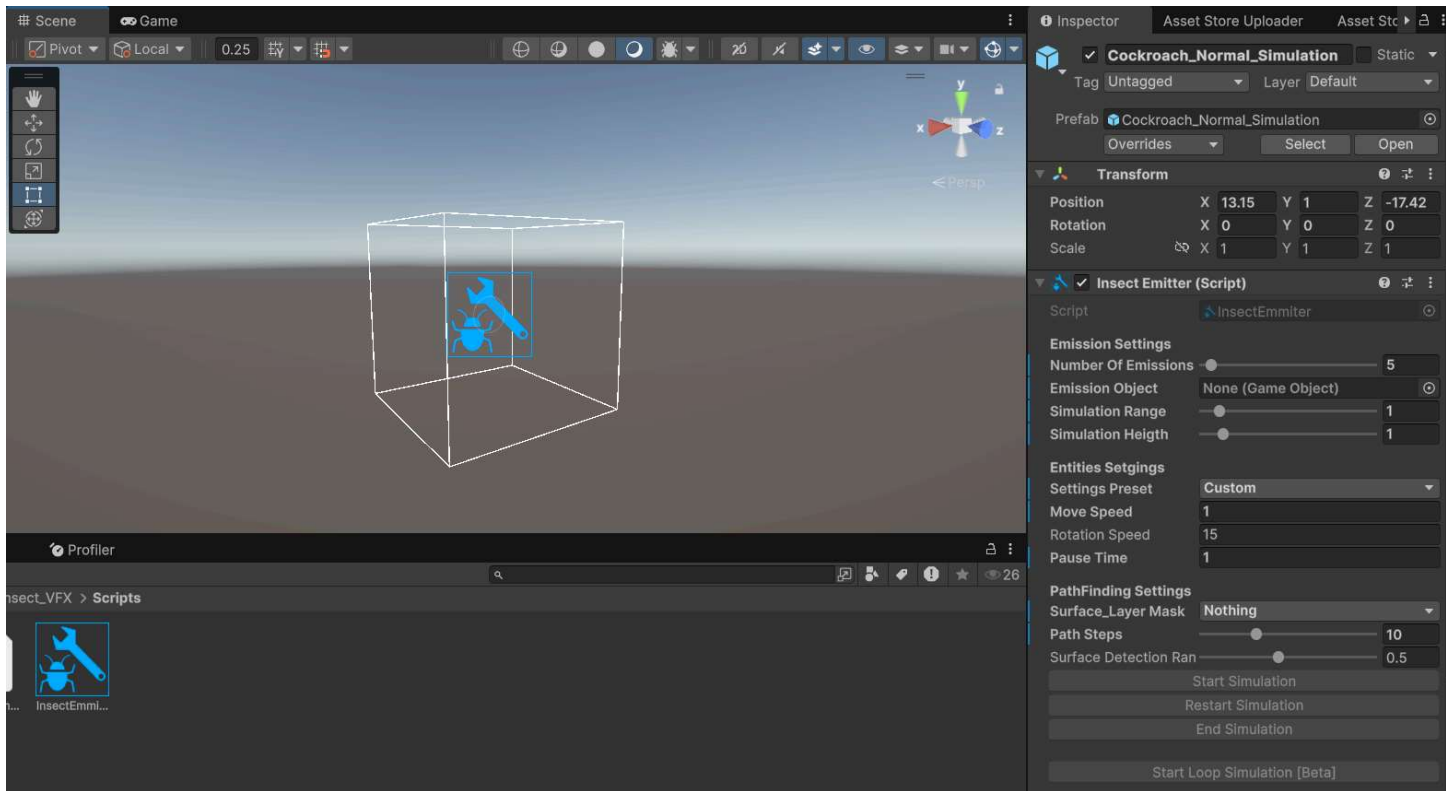 Scene Game
Pivot Local 0.25 2D
y
x z
Persp
Profiler
26
nsect_VFX > Scripts
n... InsectEmmi...
Inspector Asset Store Uploader Asset Stc
Cockroach_Normal_Simulation Static
Tag Untagged Layer Default
Prefab Cockroach_Normal_Simulation
Overrides Select Open
Transform
Position X 13.15 Y 1 Z -17.42
Rotation X 0 Y 0 Z 0
Scale X 1 Y 1 Z 1
Insect Emitter (Script)
Script InsectEmmiter
Emission Settings
Number Of Emissions 5
Emission Object None (Game Object)
Simulation Range 1
Simulation Heigth 1
Entities Setgings
Settings Preset Custom
Move Speed 1
Rotation Speed 15
Pause Time 1
PathFinding Settings
Surface_Layer Mask Nothing
Path Steps 10
Surface Detection Ran 0.5
Start Simulation
Restart Simulation
End Simulation
Start Loop Simulation [Beta]